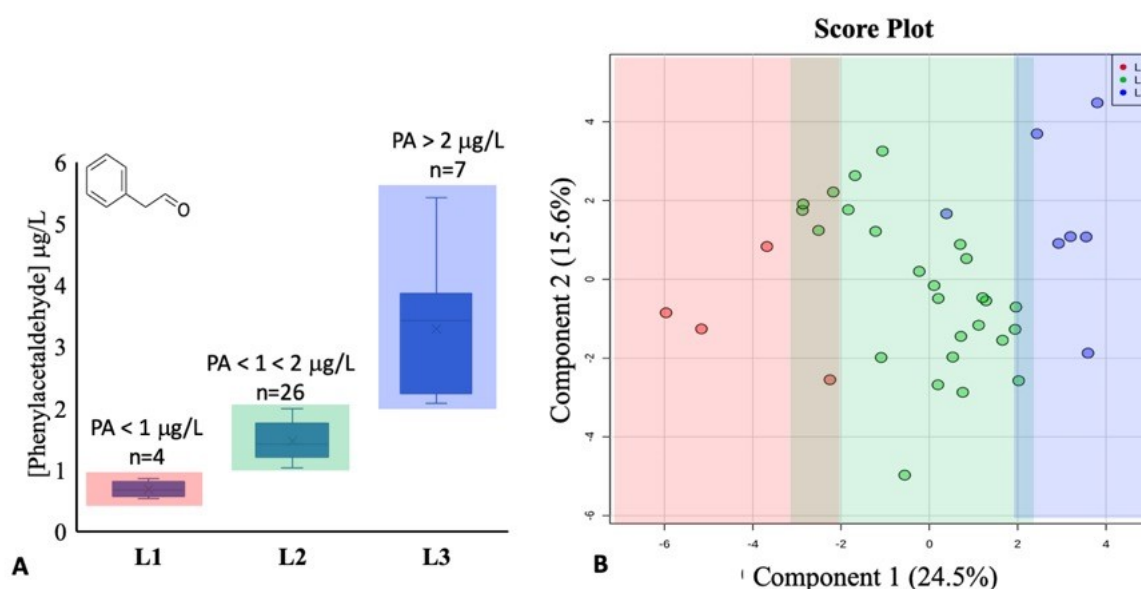 [Phenylacetaldehyde] µg/L
6
5
4
3
2
1
0
O
PA < 1 µg/L
n=4
PA < 1 < 2 µg/L
n=26
PA > 2 µg/L
n=7
L1
L2
L3
A
Score Plot
L
L
L
Component 2 (15.6%)
4
2
0
-2
-4
-6
-6
-4
-2
0
2
4
B
Component 1 (24.5%)